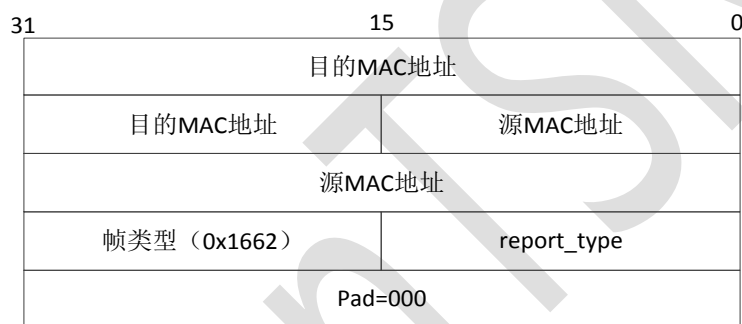 31 15 0
目的MAC地址
目的MAC地址 源MAC地址
源MAC地址
帧类型（0x1662） report_type
Pad=000